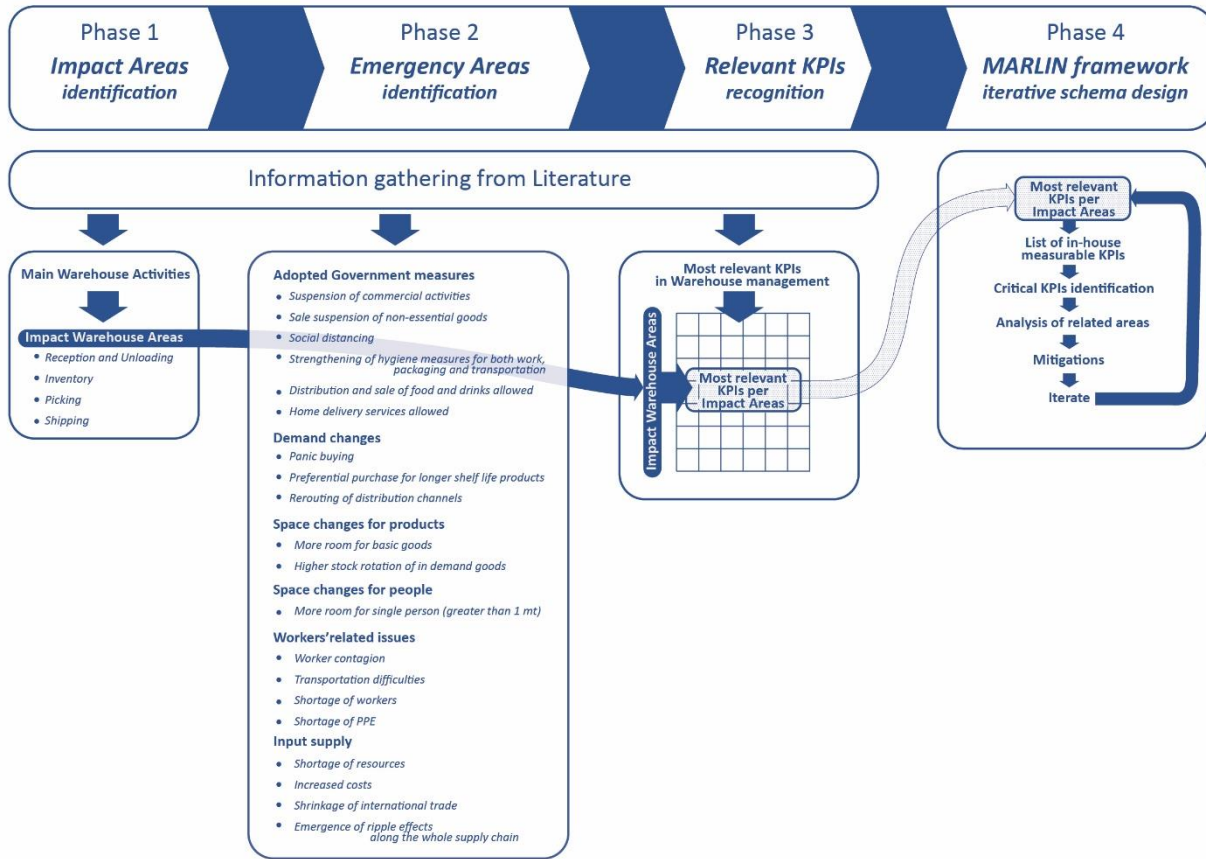 Phase 1
Impact Areas
identification
Phase 2
Emergency Areas
identification
Phase 3
Relevant KPIs
recognition
Phase 4
MARLIN framework
iterative schema design
Information gathering from Literature
Main Warehouse Activities
Impact Warehouse Areas
• Reception and Unloading
• Inventory
• Picking
• Shipping
Adopted Government measures
• Suspension of commercial activities
• Sale suspension of non-essential goods
• Social distancing
• Strengthening of hygiene measures for both work,
packaging and transportation
• Distribution and sale of food and drinks allowed
• Home delivery services allowed
Demand changes
• Panic buying
• Preferential purchase for longer shelf life products
• Rerouting of distribution channels
Space changes for products
• More room for basic goods
• Higher stock rotation of in demand goods
Space changes for people
• More room for single person (greater than 1 mt)
Workers'related issues
• Worker contagion
• Transportation difficulties
• Shortage of workers
• Shortage of PPE
Input supply
• Shortage of resources
• Increased costs
• Shrinkage of international trade
• Emergence of ripple effects
along the whole supply chain
Most relevant KPIs
in Warehouse management
Impact Warehouse Areas
Most relevant
KPIs per
Impact Areas
Most relevant
KPIs per
Impact Areas
List of in-house
measurable KPIs
Critical KPIs identification
Analysis of related areas
Mitigations
Iterate